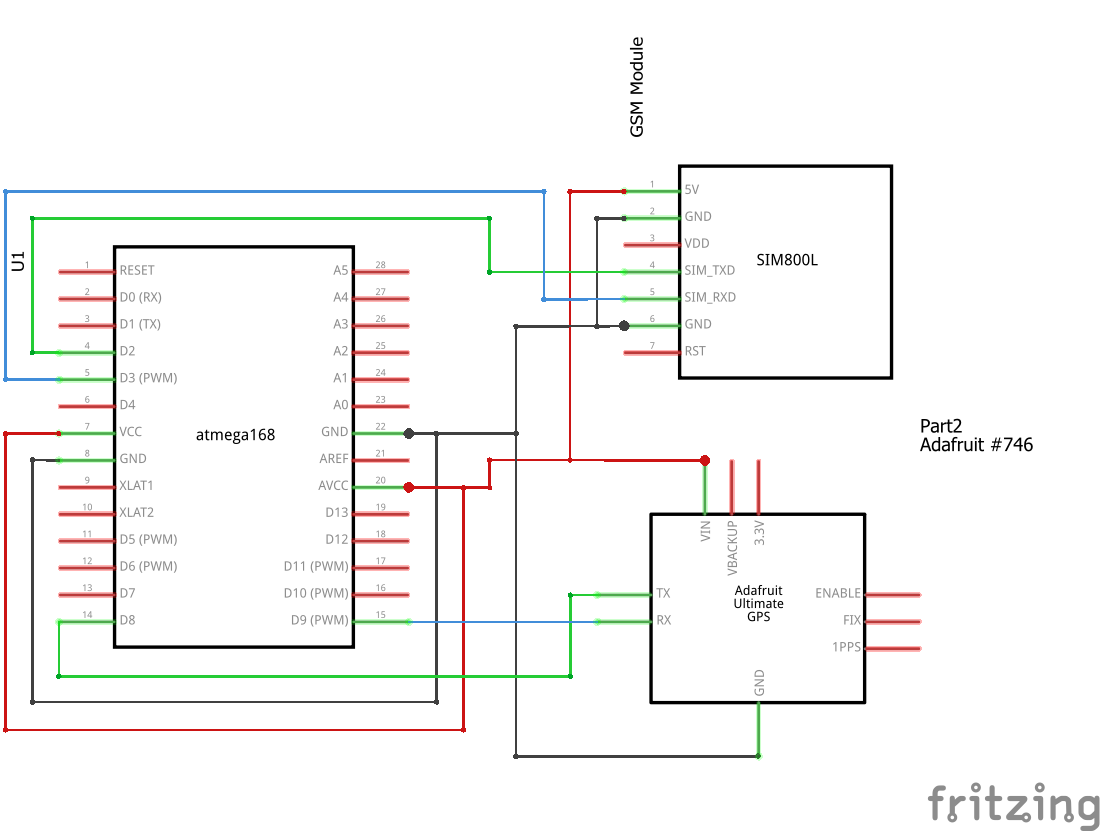 GSM Module
1 5V
2 GND
3 VDD
SIM800L
4 SIM_TXD
5 SIM_RXD
6 GND
7 RST
U1
1 RESET
2 D0 (RX)
3 D1 (TX)
4 D2
5 D3 (PWM)
6 D4
7 VCC
8 GND
9 XLAT1
10 XLAT2
11 D5 (PWM)
12 D6 (PWM)
13 D7
14 D8
atmega168
A5 28
A4 27
A3 26
A2 25
A1 24
A0 23
GND 22
AREF 21
AVCC 20
D13 19
D12 18
D11 (PWM) 17
D10 (PWM) 16
D9 (PWM) 15
Part2
Adafruit #746
VIN
VBACKUP
3.3V
TX
RX
Adafruit
Ultimate
GPS
ENABLE
FIX
1PPS
GND
fritzing